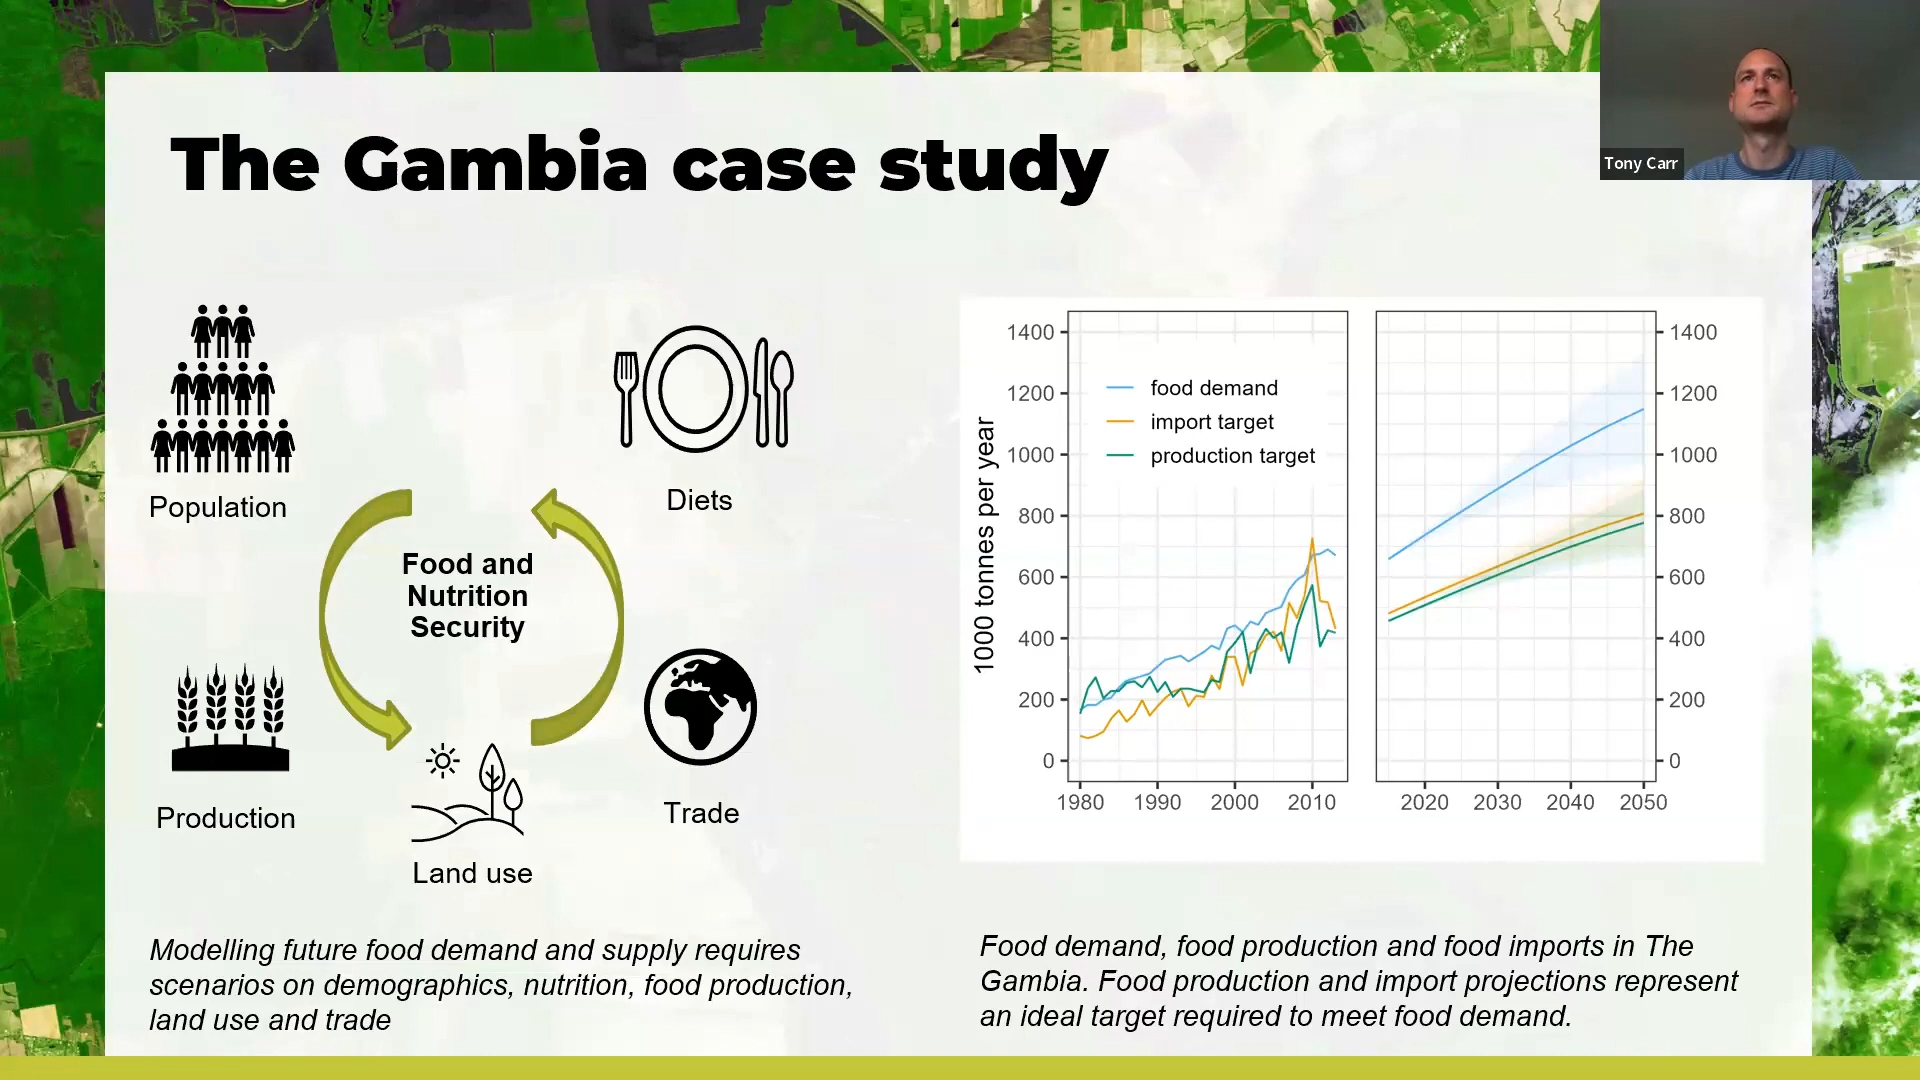 Tony Carr
The Gambia case study
Population
Diets
Food and
Nutrition
Security
Production
Trade
Land use
Modelling future food demand and supply requires
scenarios on demographics, nutrition, food production,
land use and trade
1000 tonnes per year
1400
1200
1000
800
600
400
200
0
food demand
import target
production target
1980 1990 2000 2010
2020 2030 2040 2050
1400
1200
1000
800
600
400
200
0
Food demand, food production and food imports in The
Gambia. Food production and import projections represent
an ideal target required to meet food demand.